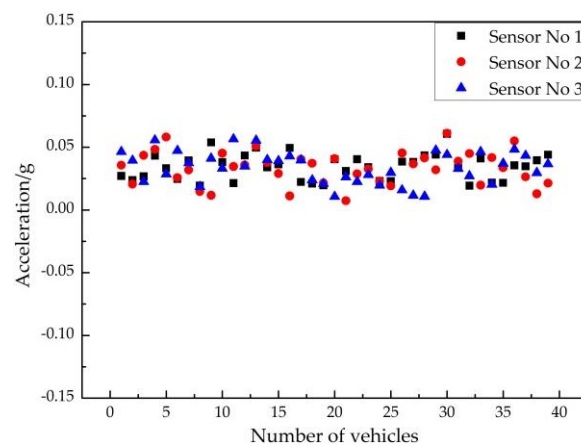 0.15
0.10
0.05
0.00
-0.05
-0.10
-0.15
Acceleration/g
Sensor No 1
Sensor No 2
Sensor No 3
0 5 10 15 20 25 30 35 40
Number of vehicles